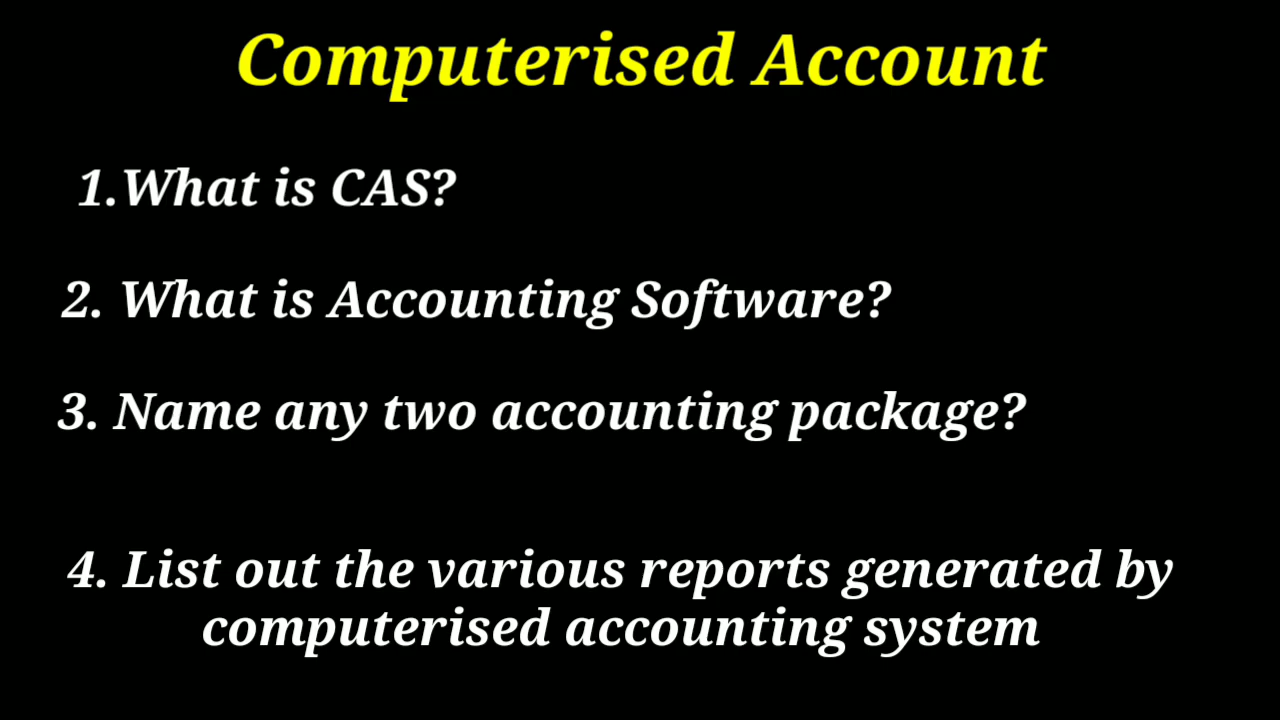 Computerised Account
1.What is CAS?
2. What is Accounting Software?
3. Name any two accounting package?
4. List out the various reports generated by
computerised accounting system